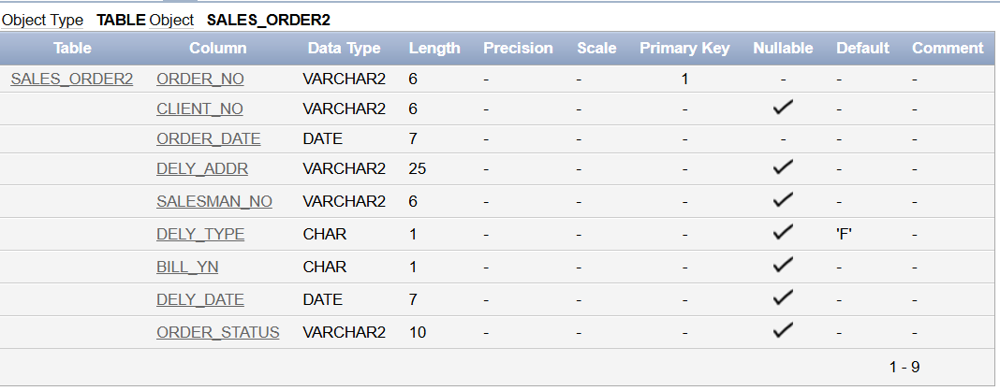 Object Type TABLE Object SALES_ORDER2
Table Column Data Type Length Precision Scale Primary Key Nullable Default Comment
SALES_ORDER2 ORDER_NO VARCHAR2 6 - - 1 - - -
CLIENT_NO VARCHAR2 6 - - - ✓ - -
ORDER_DATE DATE 7 - - - - - -
DELY_ADDR VARCHAR2 25 - - - ✓ - -
SALESMAN_NO VARCHAR2 6 - - - ✓ - -
DELY_TYPE CHAR 1 - - - ✓ 'F' -
BILL_YN CHAR 1 - - - ✓ - -
DELY_DATE DATE 7 - - - ✓ - -
ORDER_STATUS VARCHAR2 10 - - - ✓ - -
1 - 9